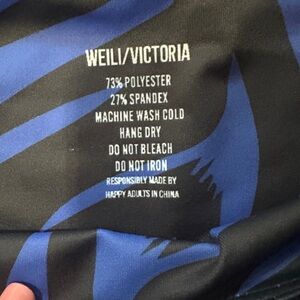 WEILI/VICTORIA
73% POLYESTER
27% SPANDEX
MACHINE WASH COLD
HANG DRY
DO NOT BLEACH
DO NOT IRON
RESPONSIBLY MADE BY
HAPPY ADULTS IN CHINA